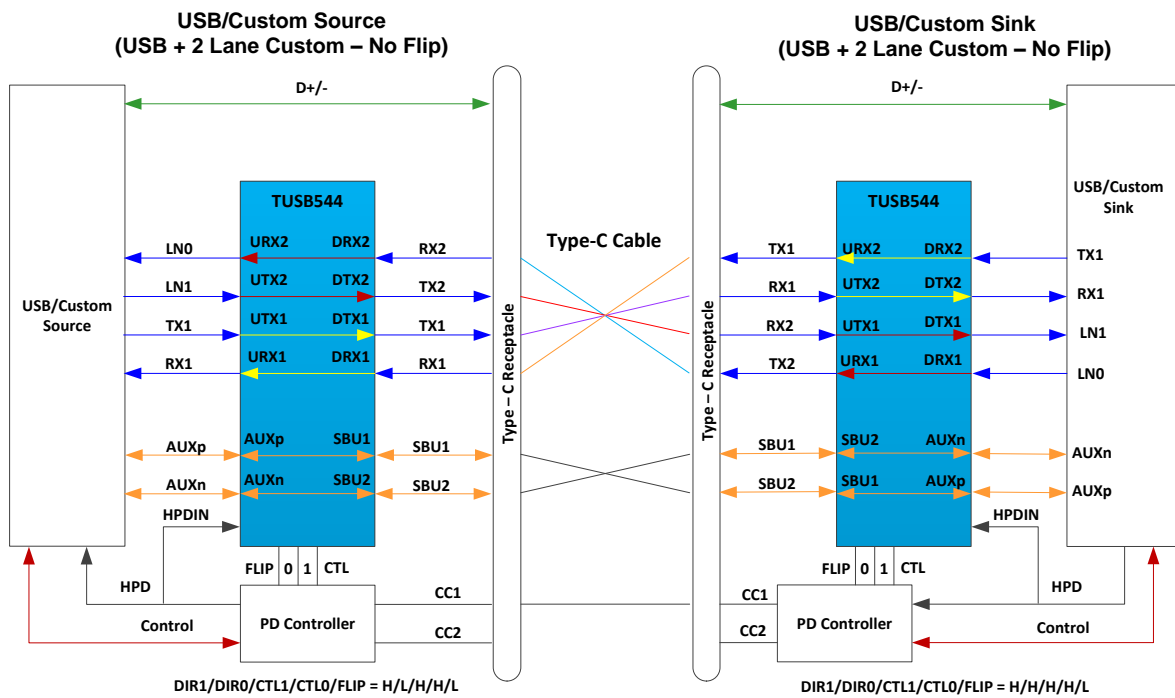 USB/Custom Source
(USB + 2 Lane Custom – No Flip)
USB/Custom Sink
(USB + 2 Lane Custom – No Flip)
D+/-
D+/-
TUSB544
TUSB544
USB/Custom
Sink
Type-C Cable
LN0
URX2
DRX2
RX2
TX1
URX2
DRX2
TX1
LN1
UTX2
DTX2
TX2
RX1
UTX2
DTX2
RX1
USB/Custom
Source
TX1
UTX1
DTX1
TX1
RX2
UTX1
DTX1
LN1
RX1
URX1
DRX1
RX1
TX2
URX1
DRX1
LN0
Type – C Receptacle
Type – C Receptacle
AUXp
AUXp
SBU1
SBU1
SBU1
SBU2
AUXn
AUXn
AUXn
AUXn
SBU2
SBU2
SBU2
SBU1
AUXp
AUXp
HPDIN
HPDIN
FLIP
0
1
CTL
FLIP
0
1
CTL
HPD
CC1
CC1
HPD
Control
PD Controller
CC2
CC2
PD Controller
Control
DIR1/DIR0/CTL1/CTL0/FLIP = H/L/H/H/L
DIR1/DIR0/CTL1/CTL0/FLIP = H/H/H/H/L